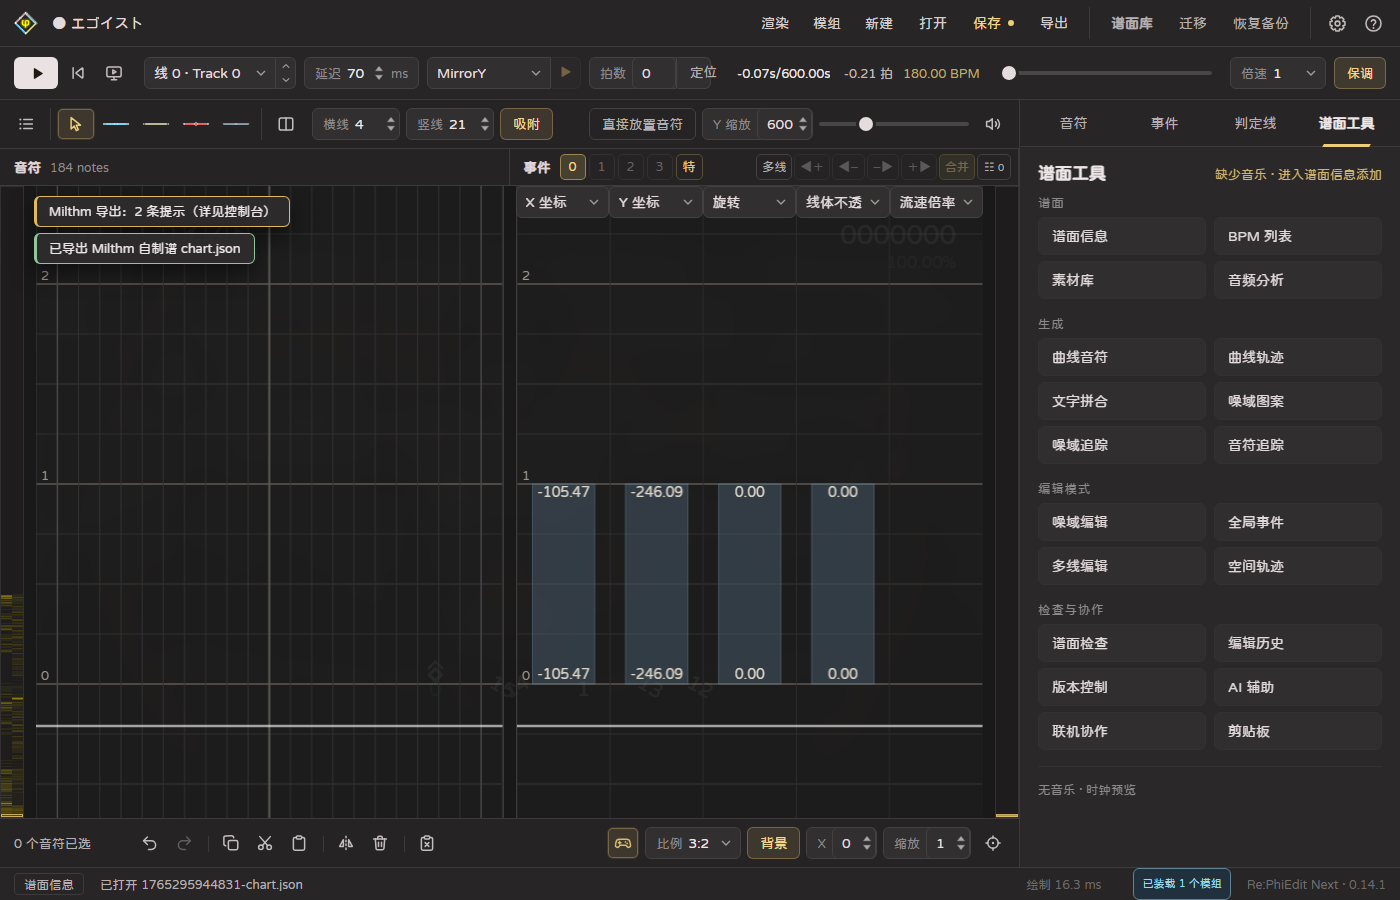 エゴイスト
渲染 模组 新建 打开 保存 导出 谱面库 迁移 恢复备份
线 0 · Track 0 延迟 70 ms MirrorY 拍数 0 定位 -0.07s/600.00s -0.21 拍 180.00 BPM 倍速 1 保调
横线 4 竖线 21 吸附 直接放置音符 Y 缩放 600
音符 事件 判定线 谱面工具
音符 184 notes 事件 0 1 2 3 特 多线 合并 0
X 坐标 Y 坐标 旋转 线体不透 流速倍率
Milthm 导出: 2 条提示（详见控制台）
已导出 Milthm 自制谱 chart.json
0000000
100.00%
2 2
1 1
-105.47 -246.09 0.00 0.00
0 0 -105.47 -246.09 0.00 0.00
谱面工具 缺少音乐 · 进入谱面信息添加
谱面
谱面信息 BPM 列表
素材库 音频分析
生成
曲线音符 曲线轨迹
文字拼合 噪域图案
噪域追踪 音符追踪
编辑模式
噪域编辑 全局事件
多线编辑 空间轨迹
检查与协作
谱面检查 编辑历史
版本控制 AI 辅助
联机协作 剪贴板
无音乐 · 时钟预览
0 个音符已选 比例 3:2 背景 X 0 缩放 1
谱面信息 已打开 1765295944831-chart.json 绘制 16.3 ms 已装载 1 个模组 Re:PhiEdit Next · 0.14.1